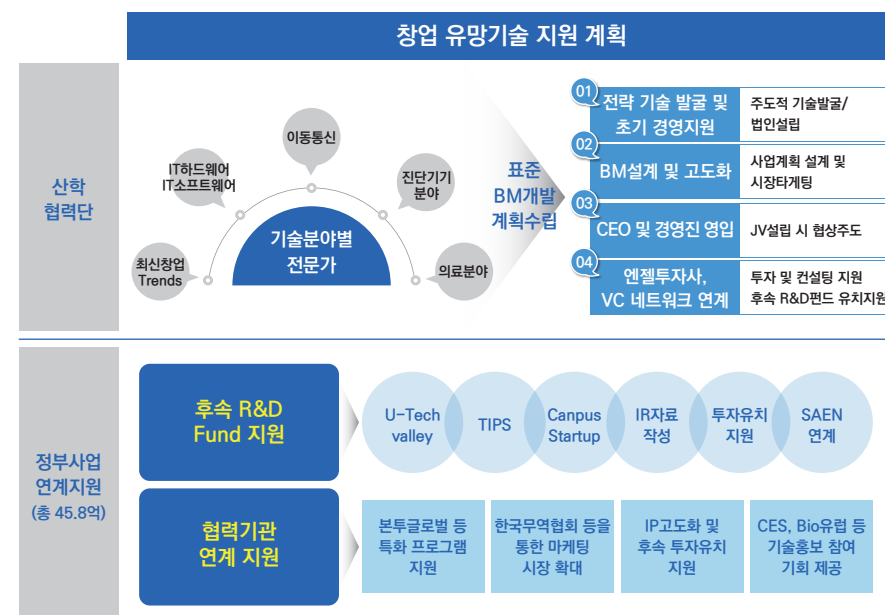 창업 유망기술 지원 계획
산학
협력단
이동통신
IT하드웨어
IT소프트웨어
진단기기
분야
최신창업
Trends
의료분야
기술분야별
전문가
표준
BM개발
계획수립
01
전략 기술 발굴 및
초기 경영지원
주도적 기술발굴/
법인설립
02
BM설계 및 고도화
사업계획 설계 및
시장타게팅
03
CEO 및 경영진 영입
JV설립 시 협상주도
04
엔젤투자사,
VC 네트워크 연계
투자 및 컨설팅 지원
후속 R&D펀드 유치지원
정부사업
연계지원
(총 45.8억)
후속 R&D
Fund 지원
U-Tech
valley
TIPS
Canpus
Startup
IR자료
작성
투자유치
지원
SAEN
연계
협력기관
연계 지원
본투글로벌 등
특화 프로그램
지원
한국무역협회 등을
통한 마케팅
시장 확대
IP고도화 및
후속 투자유치
지원
CES, Bio유럽 등
기술홍보 참여
기회 제공